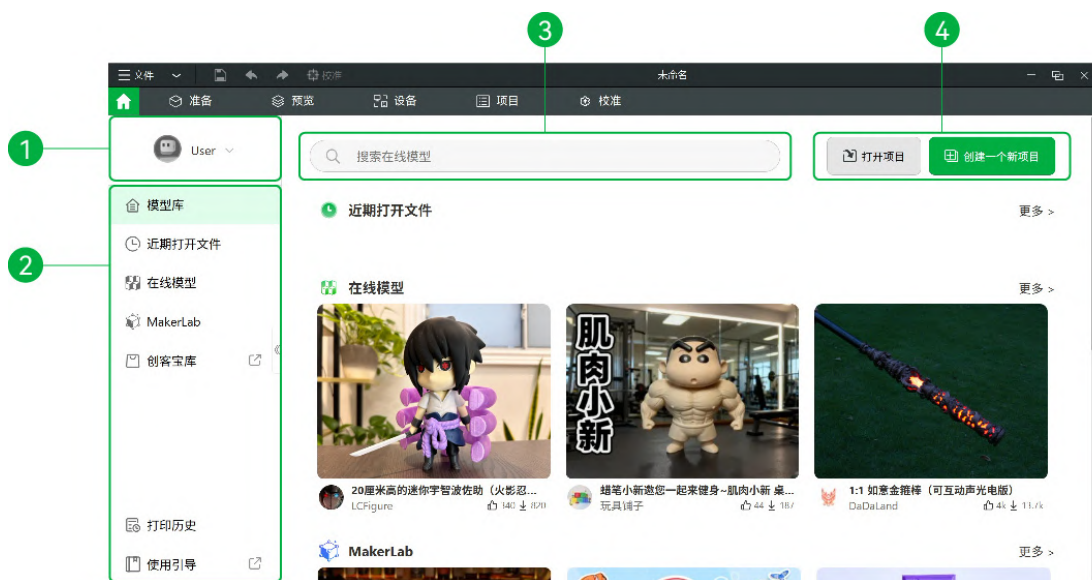 3
4
文件
校准
未命名
准备
预览
设备
项目
校准
1
User
搜索在线模型
打开项目
创建一个新项目
2
模型库
近期打开文件
在线模型
MakerLab
创客宝库
打印历史
使用引导
近期打开文件
更多 >
在线模型
更多 >
肌肉小新
20厘米高的迷你宇智波佐助（火影忍...
LCFigure
340
820
蜡笔小新邀您一起来健身~肌肉小新 桌...
玩具铺子
44
187
1:1 如意金箍棒（可互动声光电版）
DaDaLand
4k
MakerLab
更多 >